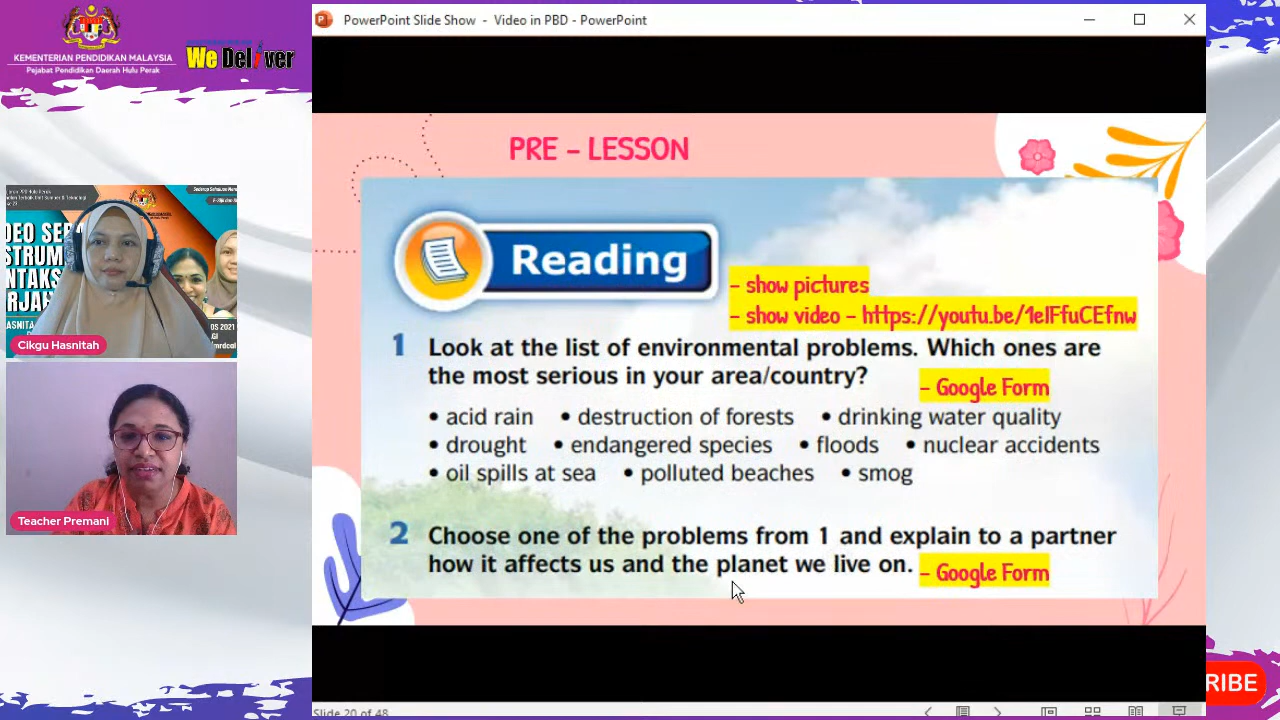 PowerPoint Slide Show - Video in PBD - PowerPoint
KEMENTERIAN PENDIDIKAN MALAYSIA
Pejabat Pendidikan Daerah Hulu Perak
We Deliver
PRE - LESSON
Reading
- show pictures
- show video - https://youtu.be/1eIFfuCEfnw
1 Look at the list of environmental problems. Which ones are
the most serious in your area/country?
- Google Form
• acid rain • destruction of forests • drinking water quality
• drought • endangered species • floods • nuclear accidents
• oil spills at sea • polluted beaches • smog
2 Choose one of the problems from 1 and explain to a partner
how it affects us and the planet we live on.
- Google Form
Cikgu Hasnitah
Teacher Premani
RIBE
Slide 20 of 48